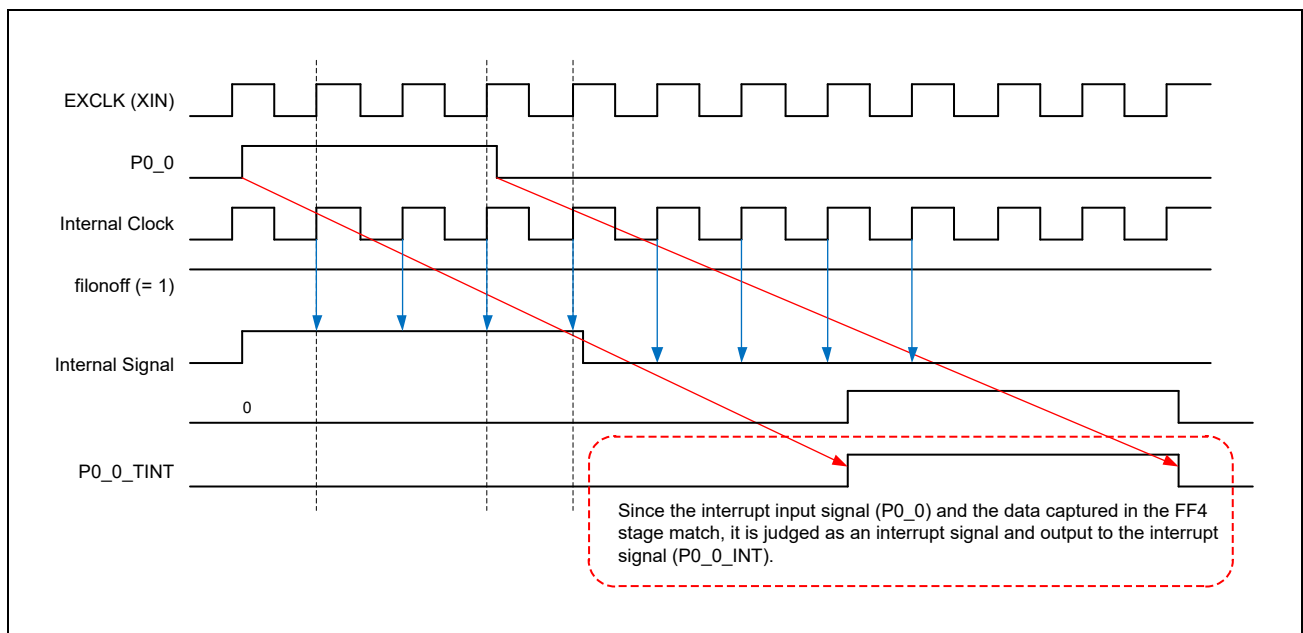 EXCLK (XIN)
P0_0
Internal Clock
filonoff (= 1)
Internal Signal
0
P0_0_TINT
Since the interrupt input signal (P0_0) and the data captured in the FF4
stage match, it is judged as an interrupt signal and output to the interrupt
signal (P0_0_INT).